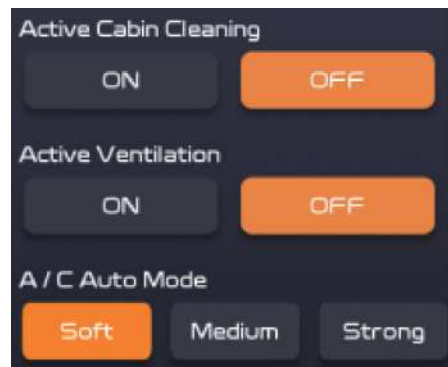 Active Cabin Cleaning
ON OFF
Active Ventilation
ON OFF
A / C Auto Mode
Soft Medium Strong